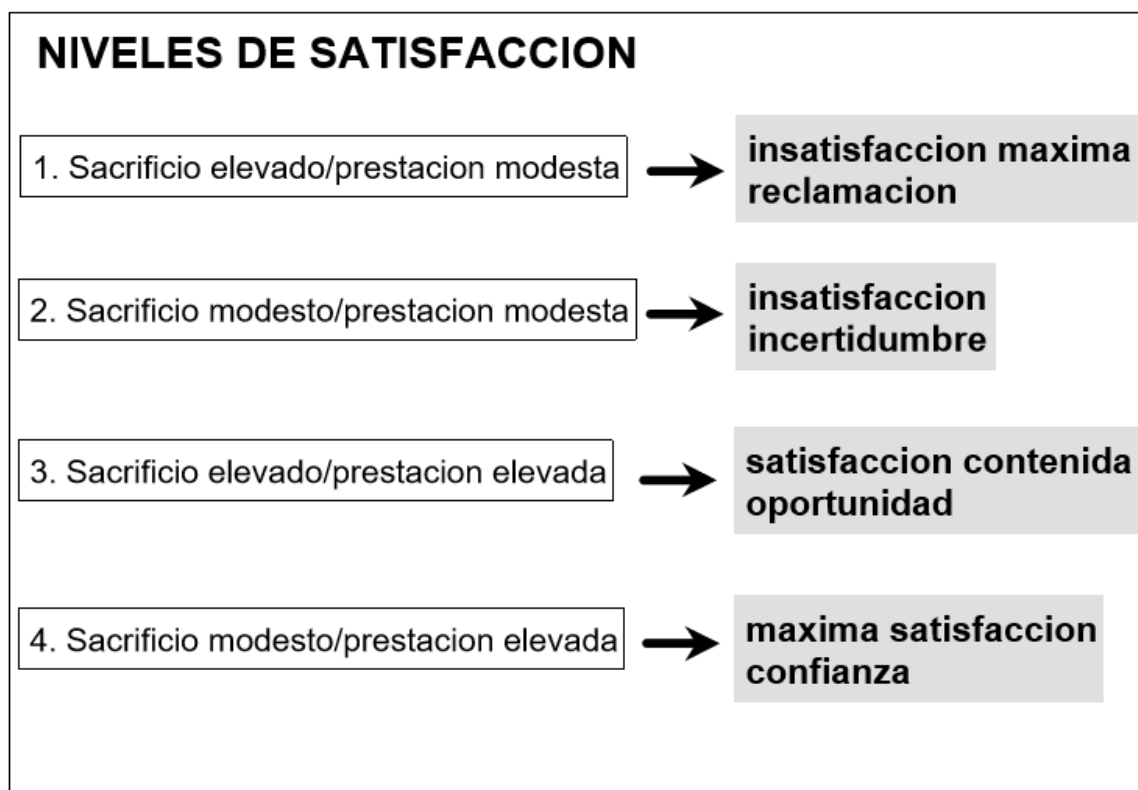 NIVELES DE SATISFACCION
1. Sacrificio elevado/prestacion modesta
insatisfaccion maxima
reclamacion
2. Sacrificio modesto/prestacion modesta
insatisfaccion
incertidumbre
3. Sacrificio elevado/prestacion elevada
satisfaccion contenida
oportunidad
4. Sacrificio modesto/prestacion elevada
maxima satisfaccion
confianza